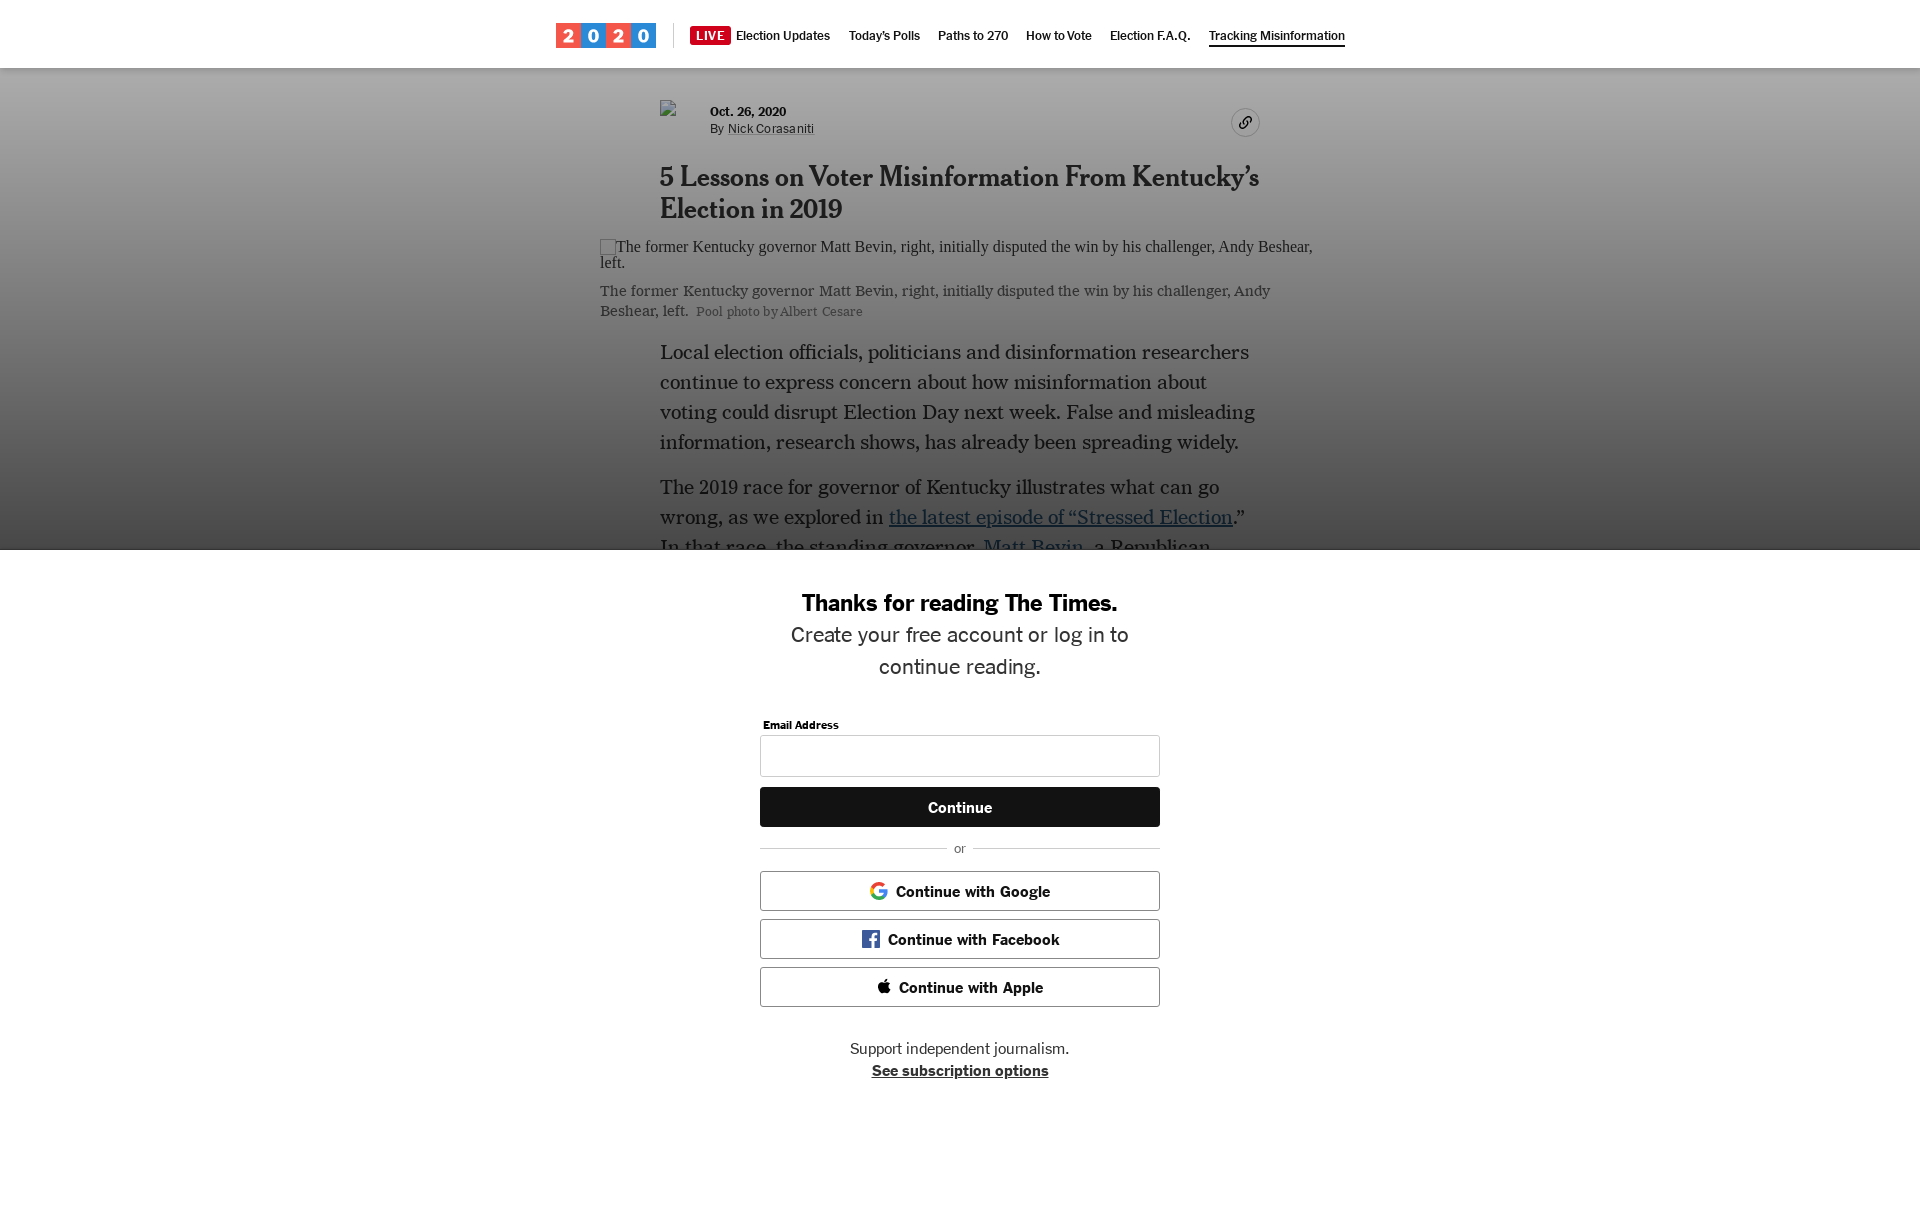 2020
LIVE Election Updates Today’s Polls Paths to 270 How to Vote Election F.A.Q. Tracking Misinformation
Oct. 26, 2020
By Nick Corasaniti
5 Lessons on Voter Misinformation From Kentucky’s
Election in 2019
The former Kentucky governor Matt Bevin, right, initially disputed the win by his challenger, Andy Beshear,
left.
The former Kentucky governor Matt Bevin, right, initially disputed the win by his challenger, Andy
Beshear, left. Pool photo by Albert Cesare
Local election officials, politicians and disinformation researchers
continue to express concern about how misinformation about
voting could disrupt Election Day next week. False and misleading
information, research shows, has already been spreading widely.
The 2019 race for governor of Kentucky illustrates what can go
wrong, as we explored in the latest episode of “Stressed Election.”
In that race, the standing governor, Matt Bevin, a Republican,
Thanks for reading The Times.
Create your free account or log in to
continue reading.
Email Address
Continue
or
Continue with Google
Continue with Facebook
Continue with Apple
Support independent journalism.
See subscription options